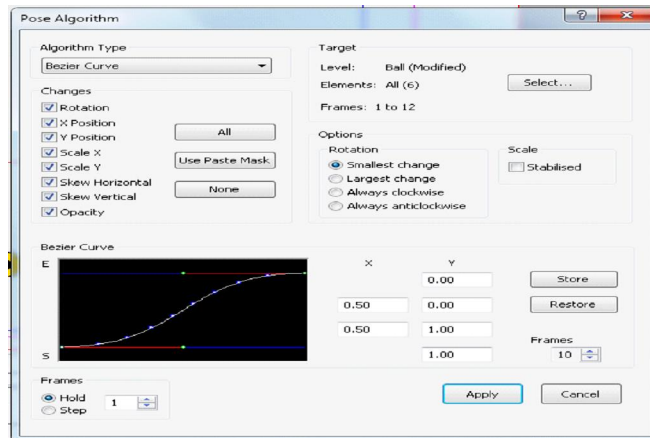 Pose Algorithm
Algorithm Type
Bezier Curve
Changes
Rotation
X Position
Y Position
Scale X
Scale Y
Skew Horizontal
Skew Vertical
Opacity
All
Use Paste Mask
None
Target
Level: Ball (Modified)
Elements: All (6)
Frames: 1 to 12
Select...
Options
Rotation
Smallest change
Largest change
Always clockwise
Always anticlockwise
Scale
Stabilised
Bezier Curve
E
S
X Y
0.00
0.50 0.00
0.50 1.00
1.00
Store
Restore
Frames
10
Frames
Hold
Step
1
Apply
Cancel